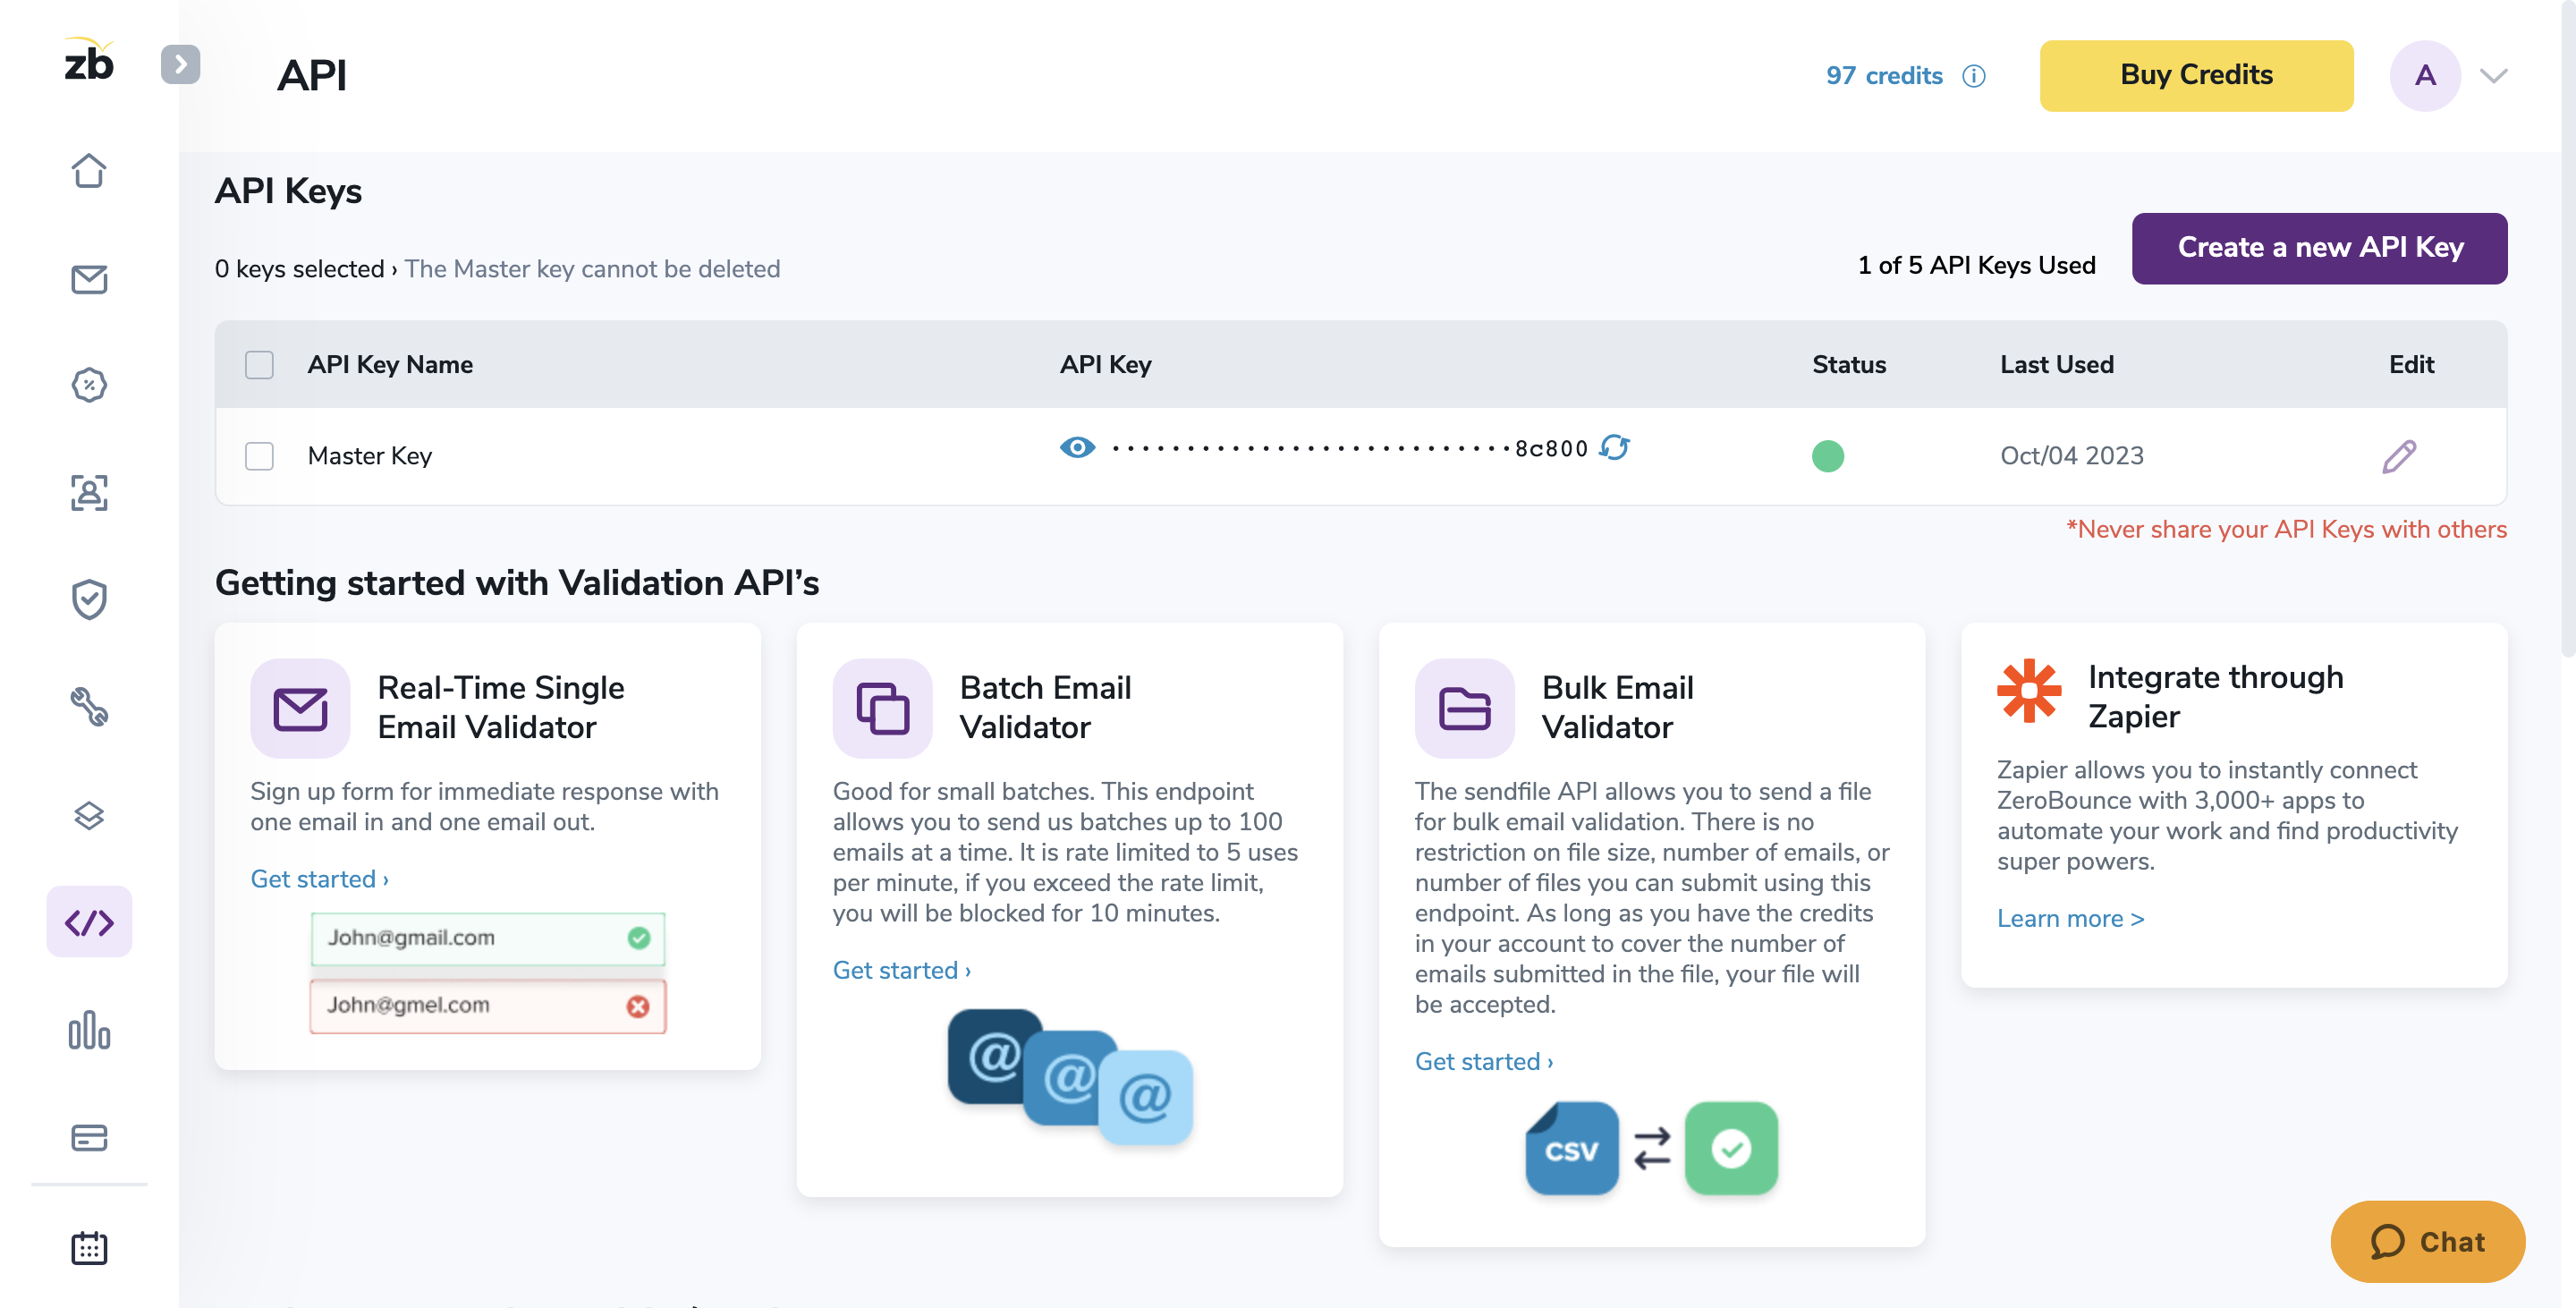 zb
API
97 credits
Buy Credits
A
API Keys
0 keys selected › The Master key cannot be deleted
1 of 5 API Keys Used
Create a new API Key
API Key Name
API Key
Status
Last Used
Edit
Master Key
···························8c800
Oct/04 2023
*Never share your API Keys with others
Getting started with Validation API’s
Real-Time Single
Email Validator
Sign up form for immediate response with
one email in and one email out.
Get started ›
John@gmail.com
John@gmel.com
Batch Email
Validator
Good for small batches. This endpoint
allows you to send us batches up to 100
emails at a time. It is rate limited to 5 uses
per minute, if you exceed the rate limit,
you will be blocked for 10 minutes.
Get started ›
@
@
@
Bulk Email
Validator
The sendfile API allows you to send a file
for bulk email validation. There is no
restriction on file size, number of emails, or
number of files you can submit using this
endpoint. As long as you have the credits
in your account to cover the number of
emails submitted in the file, your file will
be accepted.
Get started ›
CSV
Integrate through
Zapier
Zapier allows you to instantly connect
ZeroBounce with 3,000+ apps to
automate your work and find productivity
super powers.
Learn more >
Chat